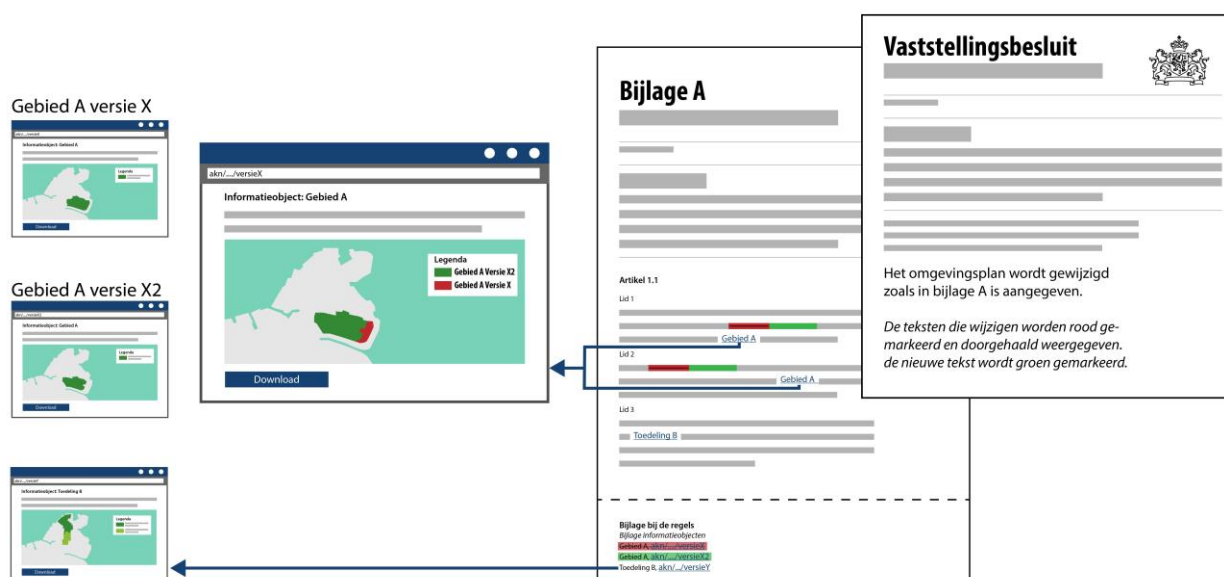 Gebied A versie X
Informatieobject: Gebied A
Legenda
Download
Gebied A versie X2
Informatieobject: Gebied A
Legenda
Download
Informatieobject: Toedeling B
Legenda
Download
akn/..../versieX
Informatieobject: Gebied A
Legenda
Gebied A Versie X2
Gebied A Versie X
Download
Bijlage A
Artikel 1.1
Lid 1
Gebied A
Lid 2
Gebied A
Lid 3
Toedeling B
Bijlage bij de regels
Bijlage informatieobjecten
Gebied A, akn/..../versieX
Gebied A, akn/..../versieX2
Toedeling B, akn/.../versieY
Vaststellingsbesluit
Het omgevingsplan wordt gewijzigd
zoals in bijlage A is aangegeven.
De teksten die wijzigen worden rood ge-
markeerd en doorgehaald weergegeven.
de nieuwe tekst wordt groen gemarkeerd.